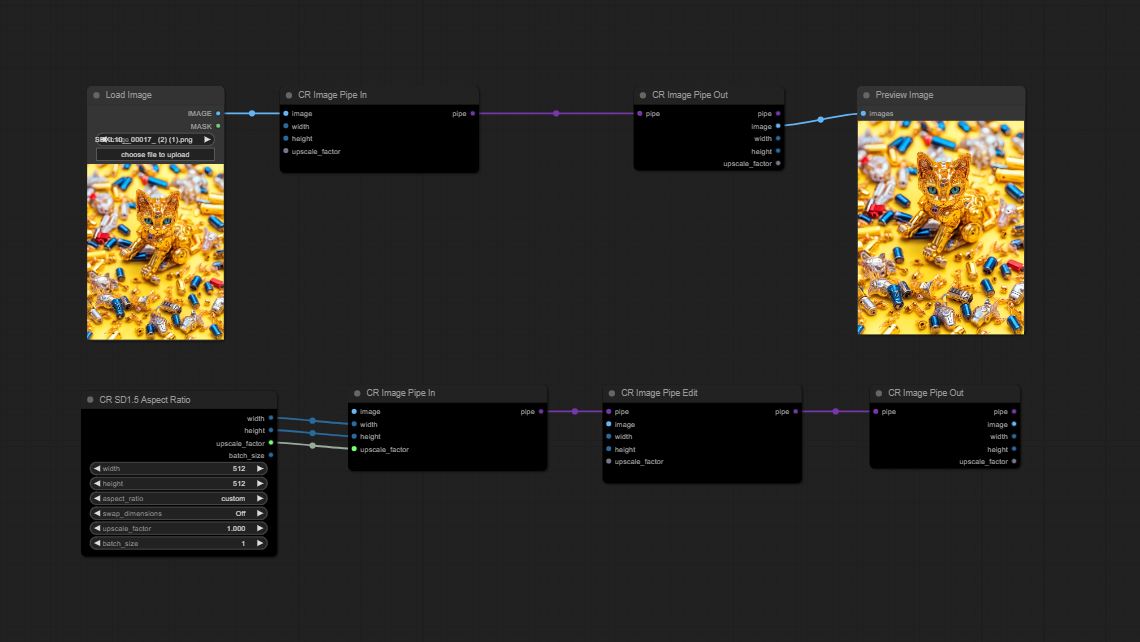 Load Image
IMAGE
MASK
00017_ (2) (1).png
choose file to upload
CR Image Pipe In
image
pipe
width
height
upscale_factor
CR Image Pipe Out
pipe
pipe
image
width
height
upscale_factor
Preview Image
images
CR SD1.5 Aspect Ratio
width
height
upscale_factor
batch_size
width 512
height 512
aspect_ratio custom
swap_dimensions Off
upscale_factor 1.000
batch_size 1
CR Image Pipe In
image
pipe
width
height
upscale_factor
CR Image Pipe Edit
pipe
pipe
image
width
height
upscale_factor
CR Image Pipe Out
pipe
pipe
image
width
height
upscale_factor